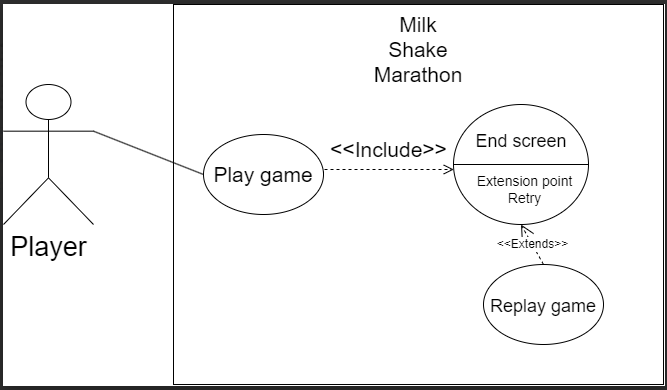 Milk
Shake
Marathon
Player
Play game
<<Include>>
End screen
Extension point
Retry
<<Extends>>
Replay game